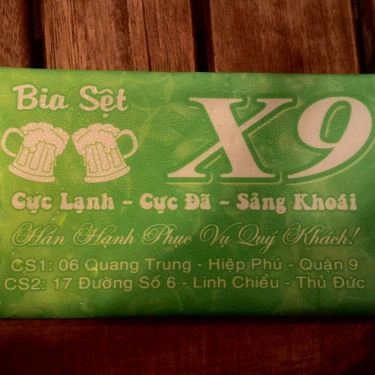 Bia Sệt
X9
Cực Lạnh - Cực Đã - Sảng Khoái
Hân Hạnh Phục Vụ Quý Khách!
CS1: 06 Quang Trung - Hiệp Phú - Quận 9
CS2: 17 Đường Số 6 - Linh Chiểu - Thủ Đức